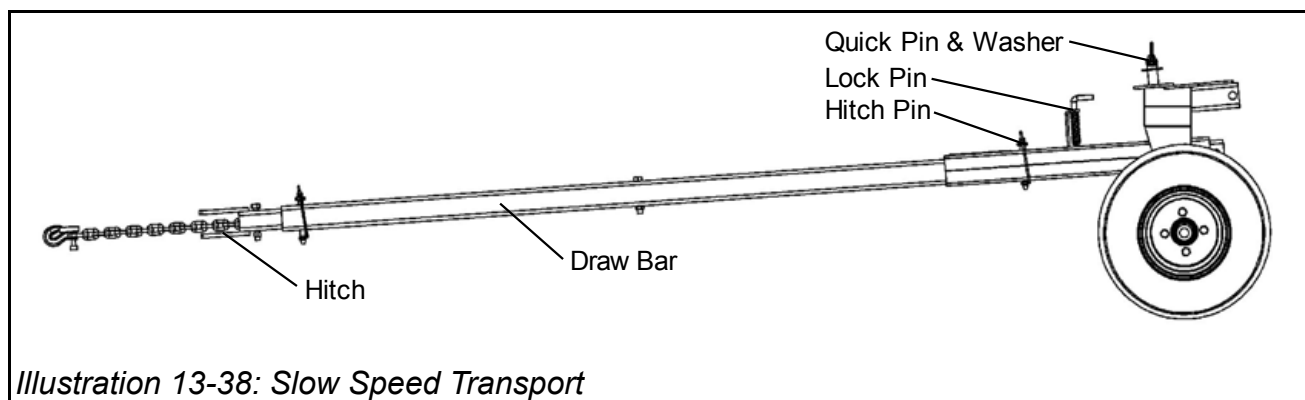 Quick Pin & Washer
Lock Pin
Hitch Pin
Draw Bar
Hitch
Illustration 13-38: Slow Speed Transport